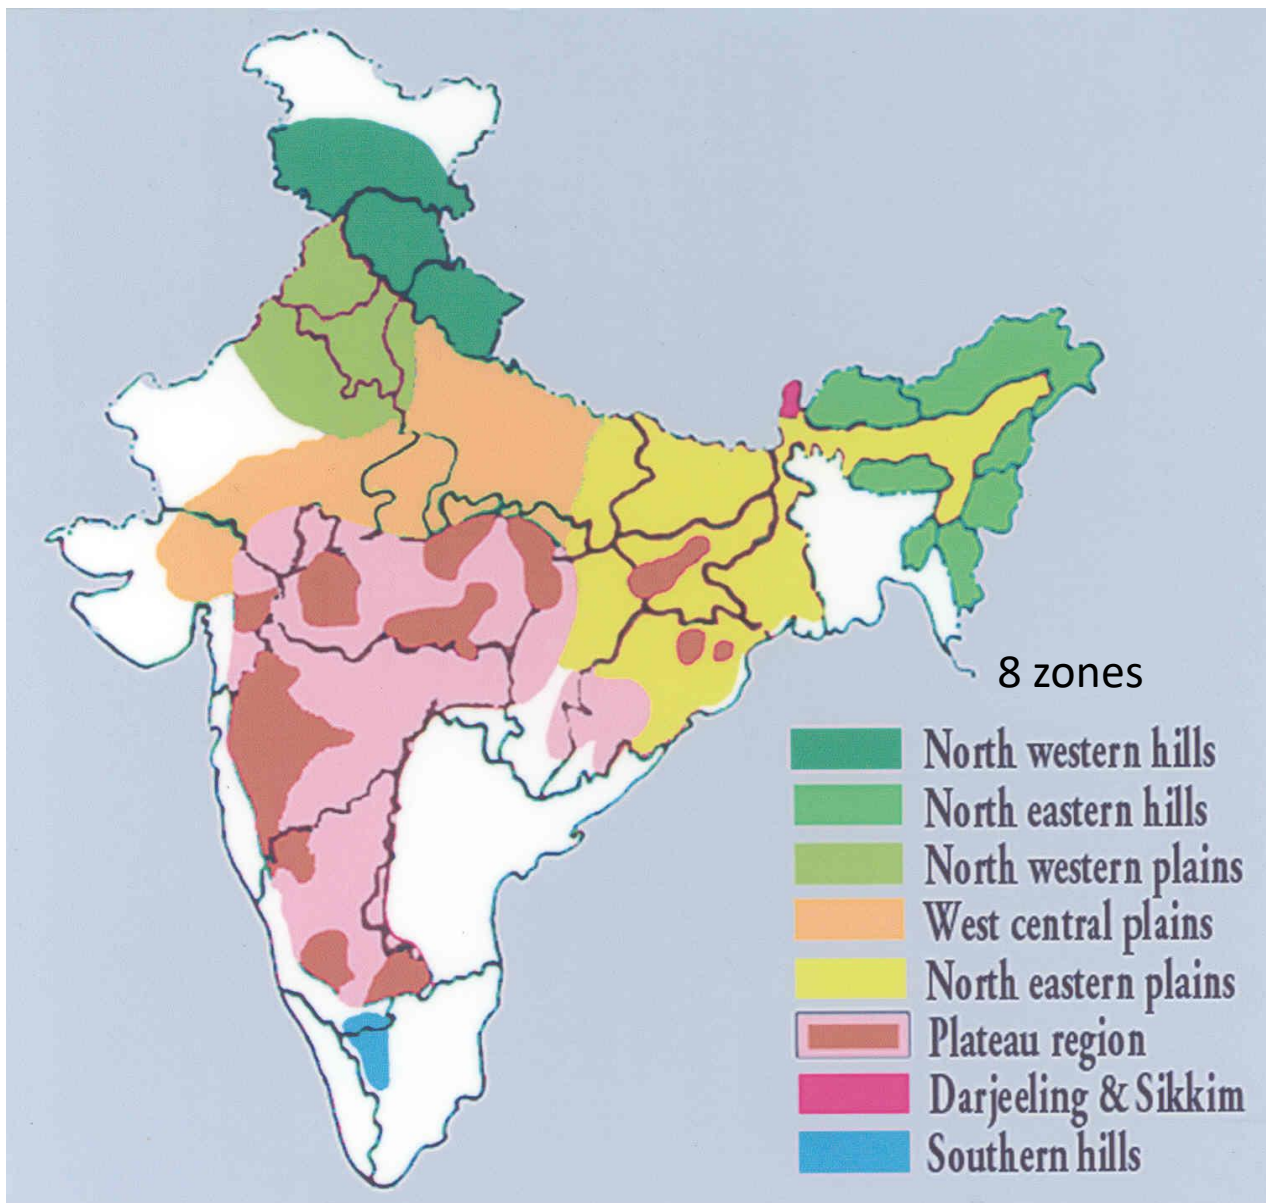 8 zones
North western hills
North eastern hills
North western plains
West central plains
North eastern plains
Plateau region
Darjeeling & Sikkim
Southern hills